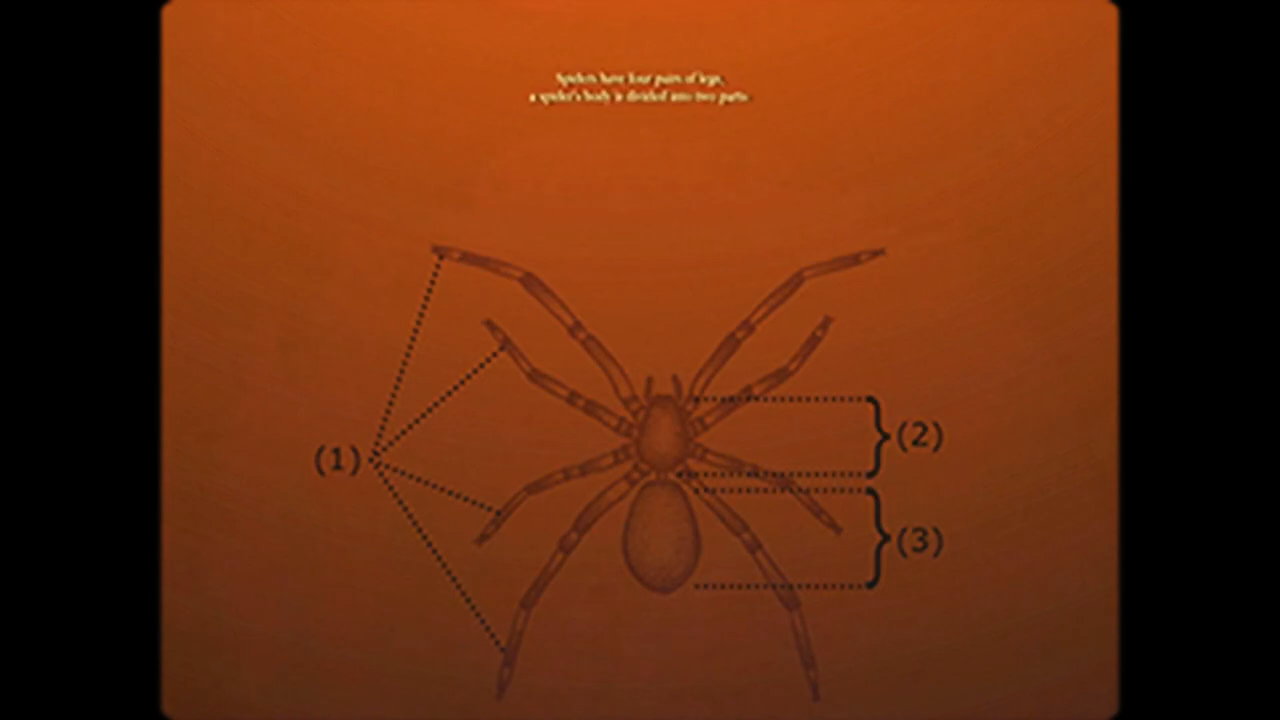 Spiders have four pairs of legs,
a spider's body is divided into two parts:
(1)
(2)
(3)